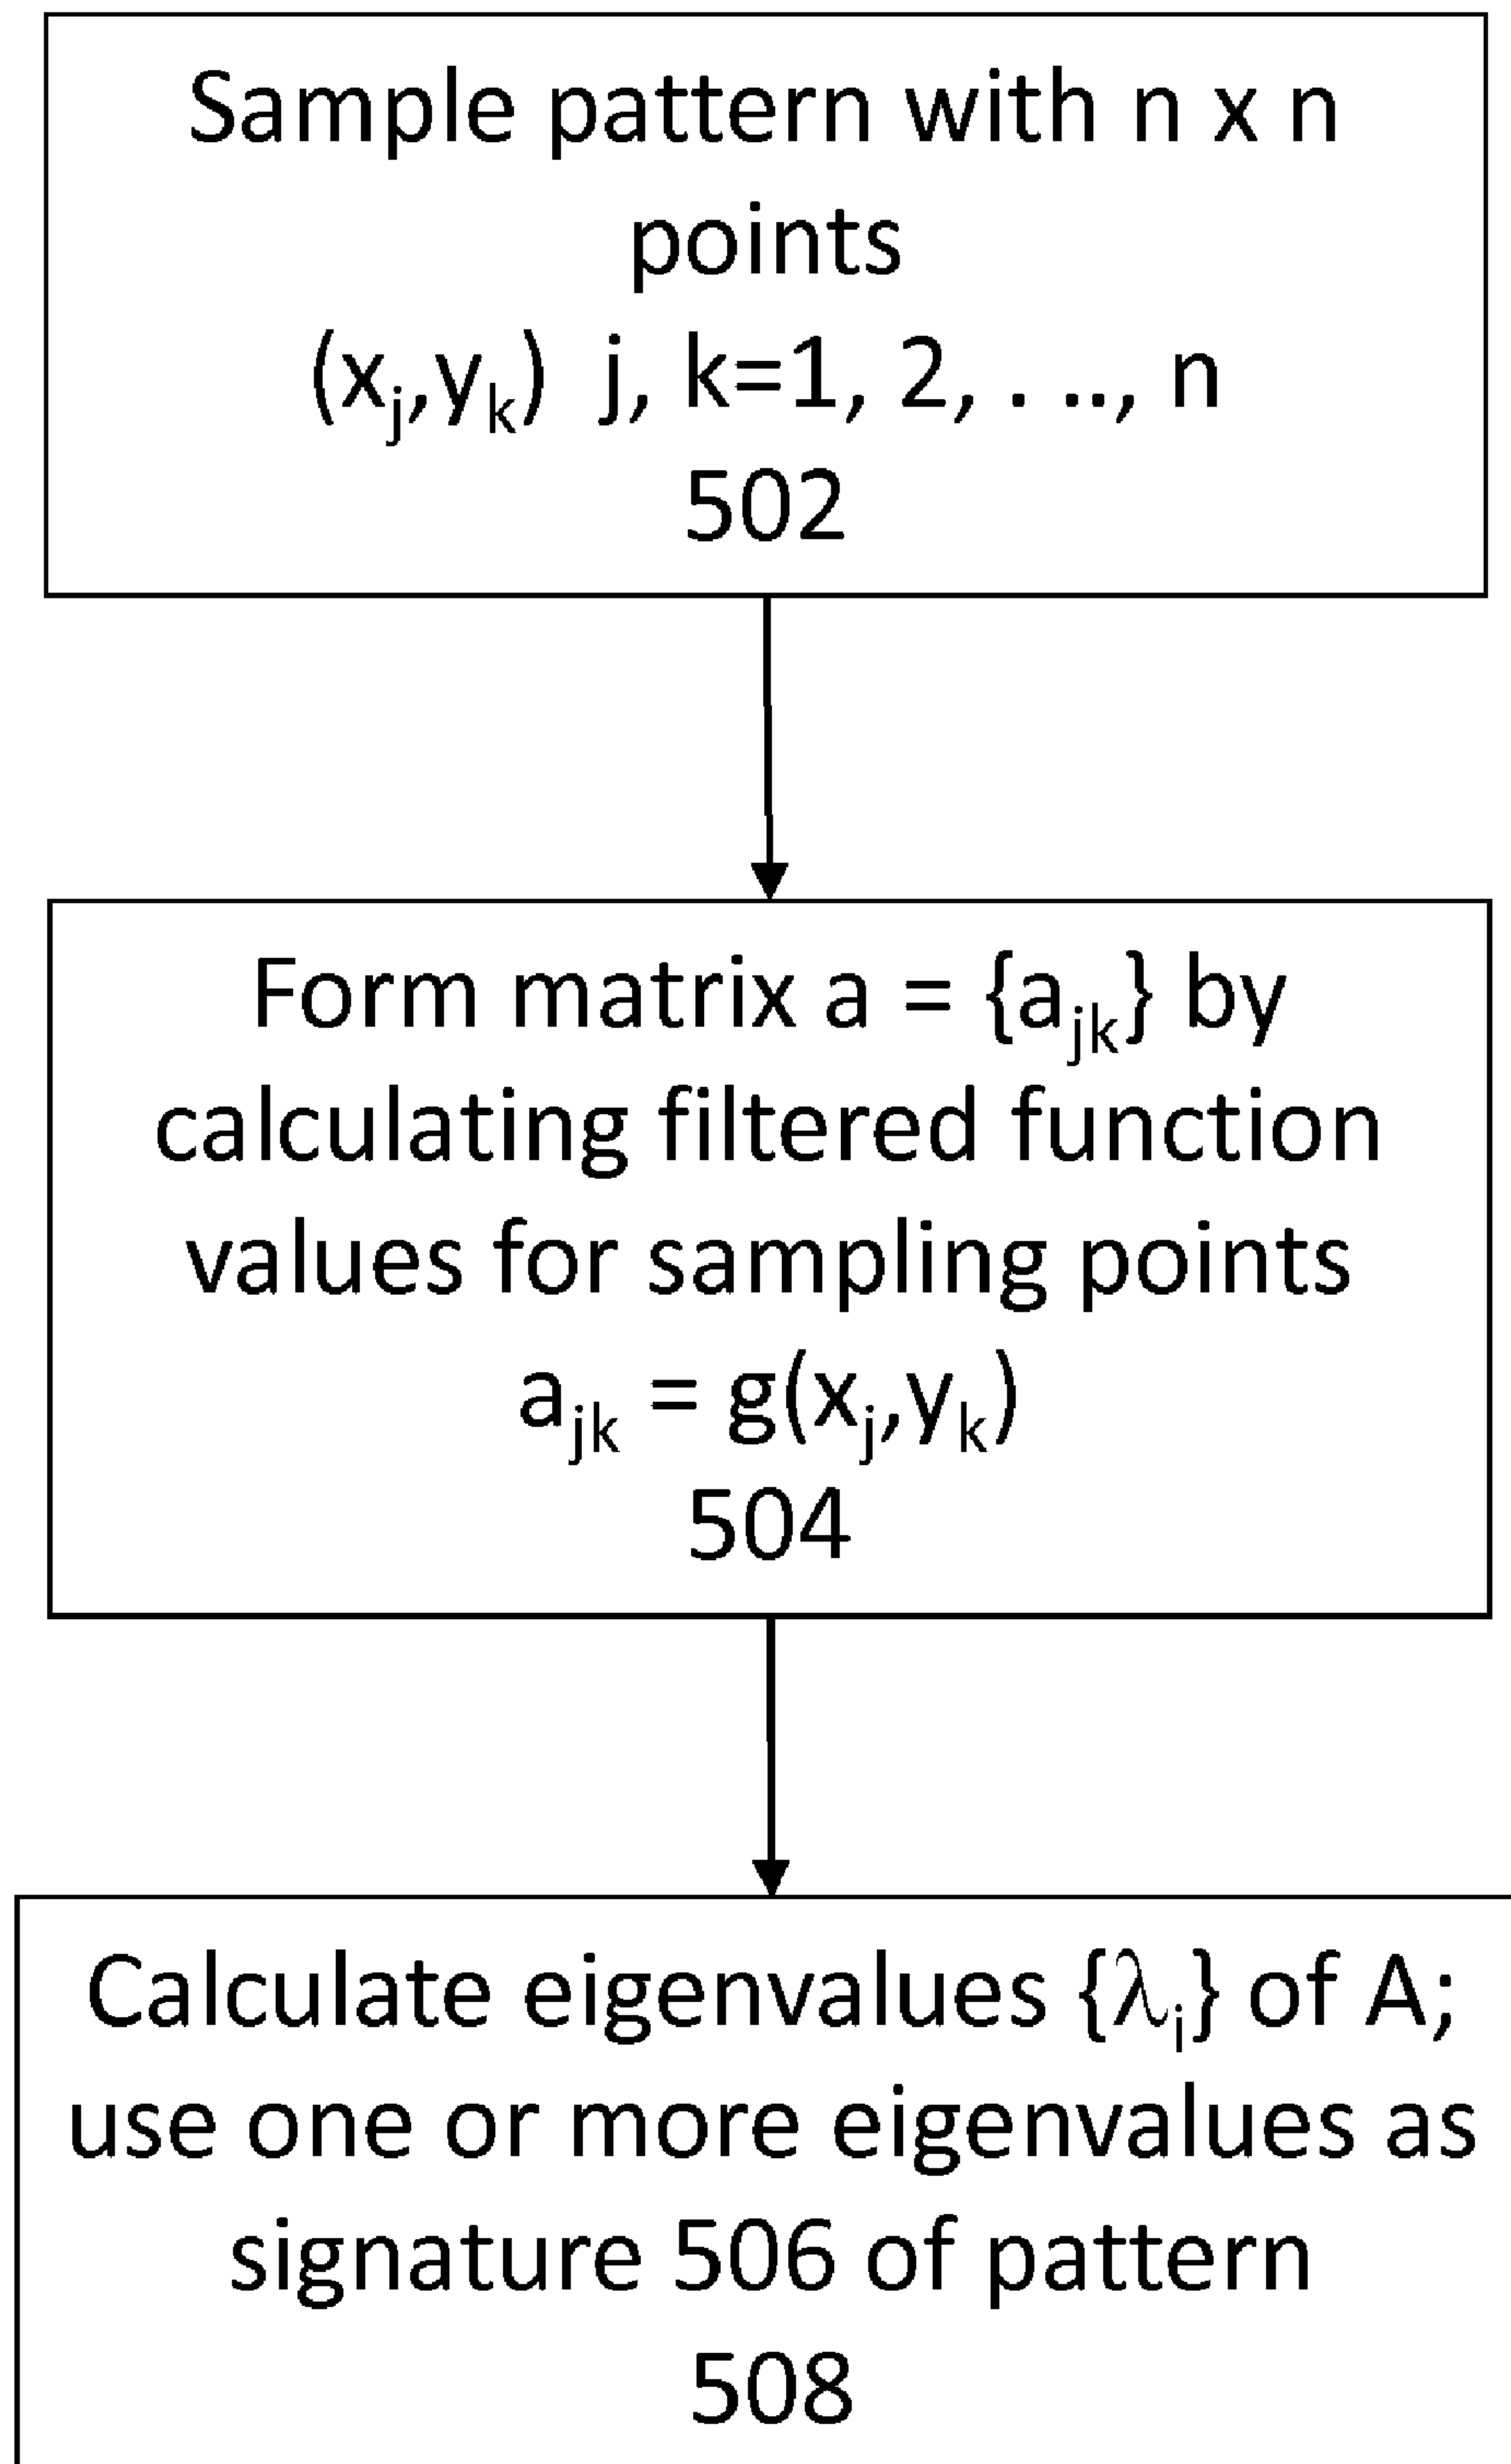 Sample pattern with n x n
points
(xj,yk) j, k=1, 2, . .., n
502
Form matrix a = {ajk} by
calculating filtered function
values for sampling points
ajk = g(xj,yk)
504
Calculate eigenvalues {λi} of A;
use one or more eigenvalues as
signature 506 of pattern
508